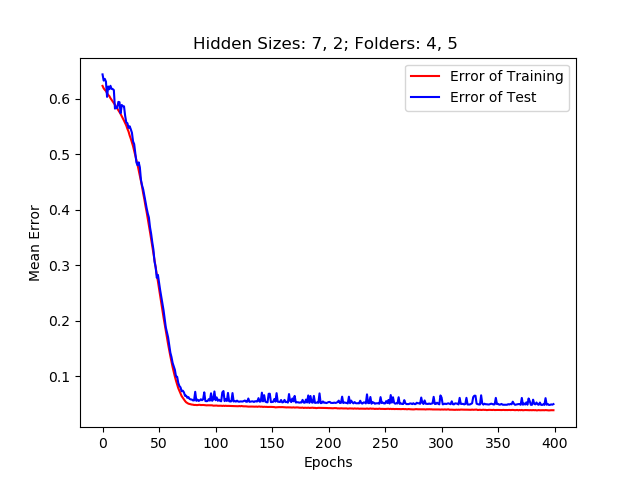 Hidden Sizes: 7, 2; Folders: 4, 5
Error of Training
Error of Test
Mean Error
0.6
0.5
0.4
0.3
0.2
0.1
0 50 100 150 200 250 300 350 400
Epochs